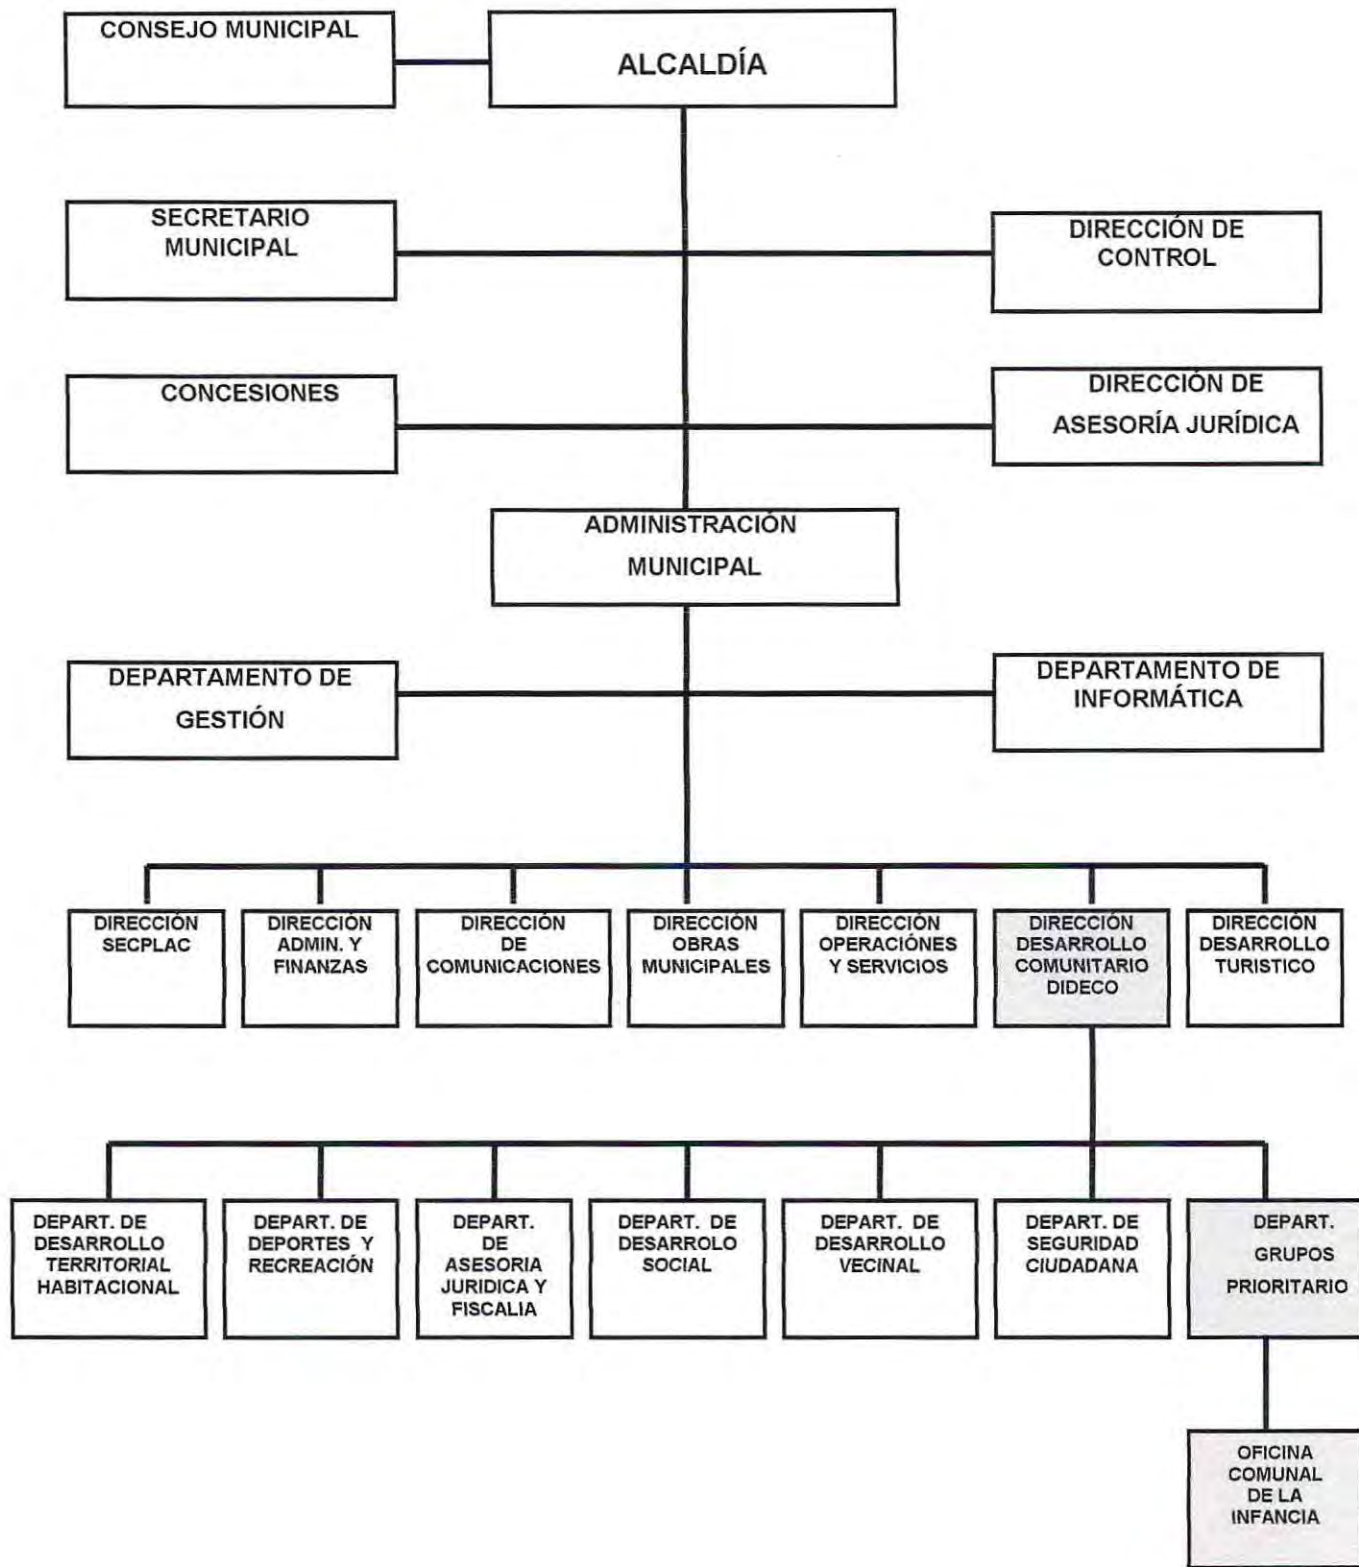 CONSEJO MUNICIPAL
ALCALDÍA
SECRETARIO
MUNICIPAL
DIRECCIÓN DE
CONTROL
CONCESIONES
DIRECCIÓN DE
ASESORÍA JURÍDICA
ADMINISTRACIÓN
MUNICIPAL
DEPARTAMENTO DE
GESTIÓN
DEPARTAMENTO DE
INFORMÁTICA
DIRECCIÓN
SECPLAC
DIRECCIÓN
ADMIN. Y
FINANZAS
DIRECCIÓN
DE
COMUNICACIONES
DIRECCIÓN
OBRAS
MUNICIPALES
DIRECCIÓN
OPERACIÓNES
Y SERVICIOS
DIRECCIÓN
DESARROLLO
COMUNITARIO
DIDECO
DIRECCIÓN
DESARROLLO
TURISTICO
DEPART. DE
DESARROLLO
TERRITORIAL
HABITACIONAL
DEPART. DE
DEPORTES Y
RECREACIÓN
DEPART.
DE
ASESORIA
JURIDICA Y
FISCALIA
DEPART. DE
DESARROLO
SOCIAL
DEPART. DE
DESARROLLO
VECINAL
DEPART. DE
SEGURIDAD
CIUDADANA
DEPART.
GRUPOS
PRIORITARIO
OFICINA
COMUNAL
DE LA
INFANCIA